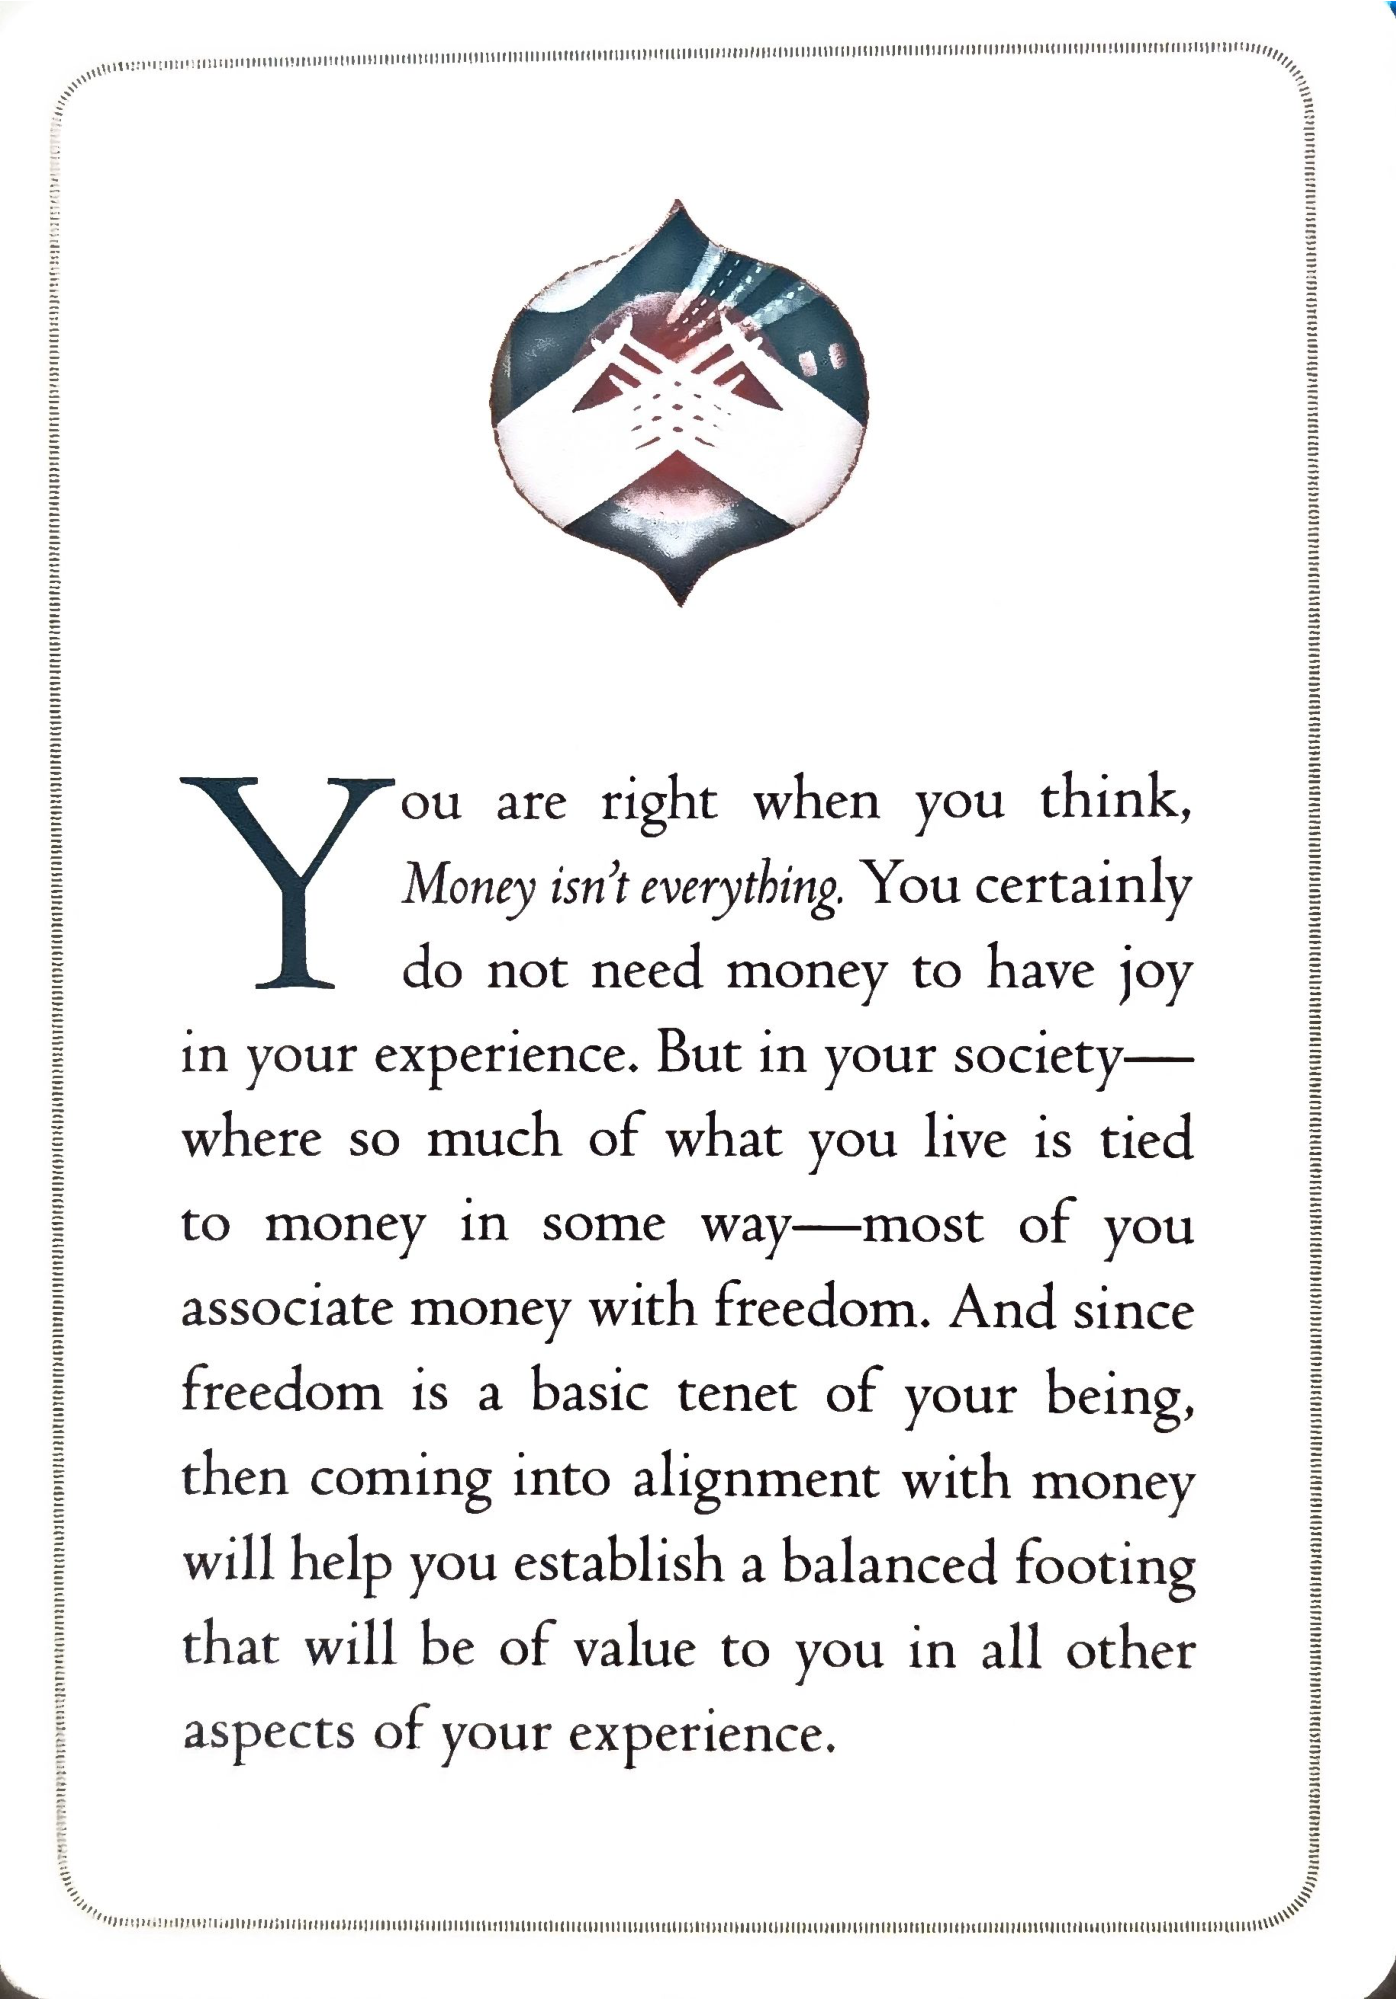 You are right when you think,
Money isn't everything. You certainly
do not need money to have joy
in your experience. But in your society—
where so much of what you live is tied
to money in some way—most of you
associate money with freedom. And since
freedom is a basic tenet of your being,
then coming into alignment with money
will help you establish a balanced footing
that will be of value to you in all other
aspects of your experience.